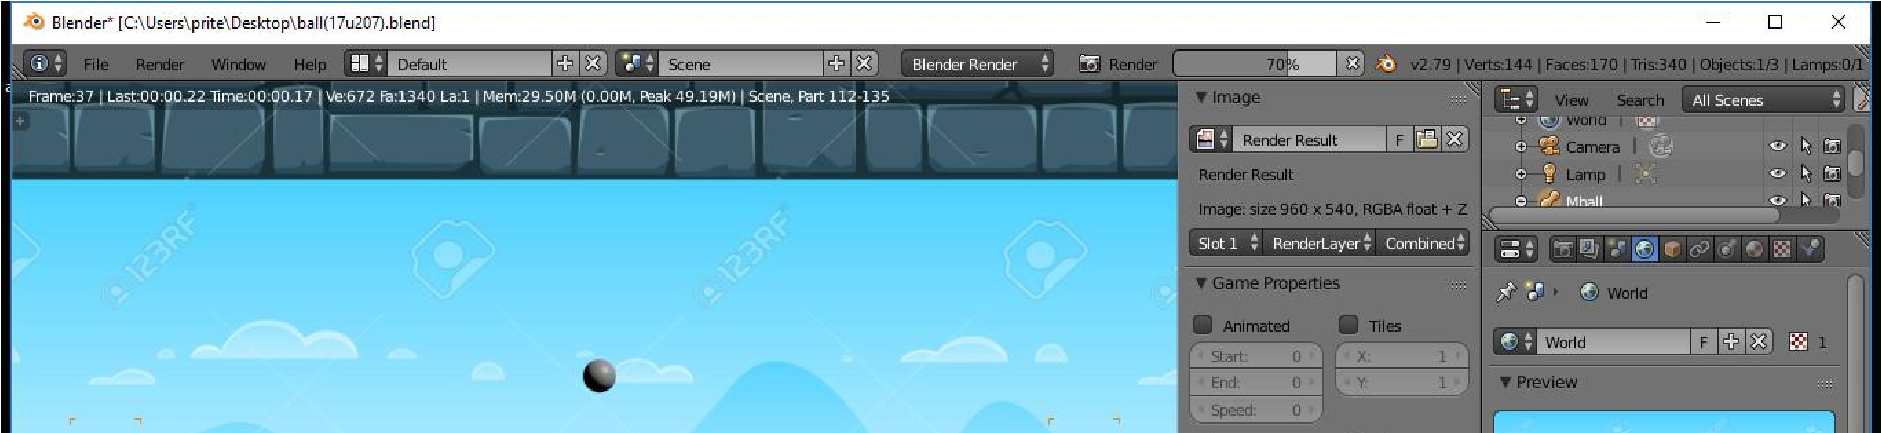 Blender* [C:\Users\prite\Desktop\ball(17u207).blend]
File Render Window Help Default Scene Blender Render Render 70% v2.79 | Verts:144 | Faces:170 | Tris:340 | Objects:1/3 | Lamps:0/1
Frame:37 | Last:00:00.22 Time:00:00.17 | Ve:672 Fa:1340 La:1 | Mem:29.50M (0.00M, Peak 49.19M) | Scene, Part 112-135
Image
View Search All Scenes
World
Render Result F
Camera
Render Result
Lamp
Image: size 960 x 540, RGBA float + Z
Mball
Slot 1 RenderLayer Combined
123RF 123RF
Game Properties
World
Animated Tiles
World F 1
Start: 0 X: 1
End: 0 Y: 1
Preview
Speed: 0